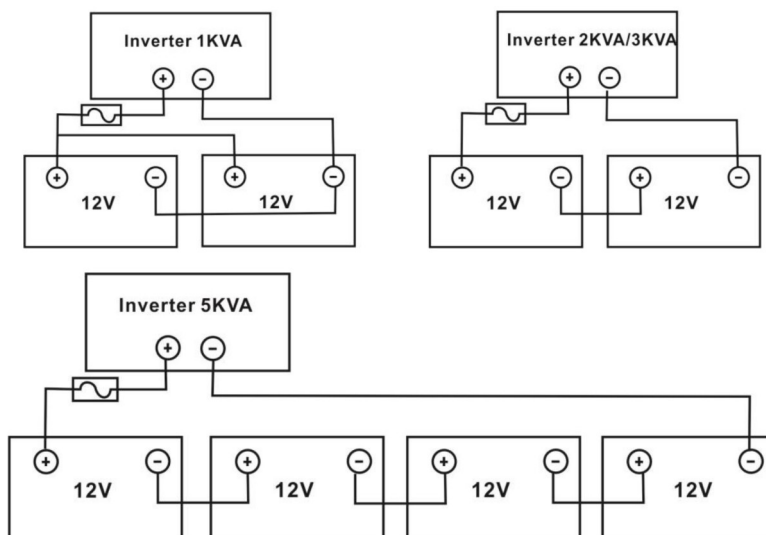 Inverter 1KVA
+ −
+ − + −
12V 12V
Inverter 2KVA/3KVA
+ −
+ − + −
12V 12V
Inverter 5KVA
+ −
+ − + − + − + −
12V 12V 12V 12V